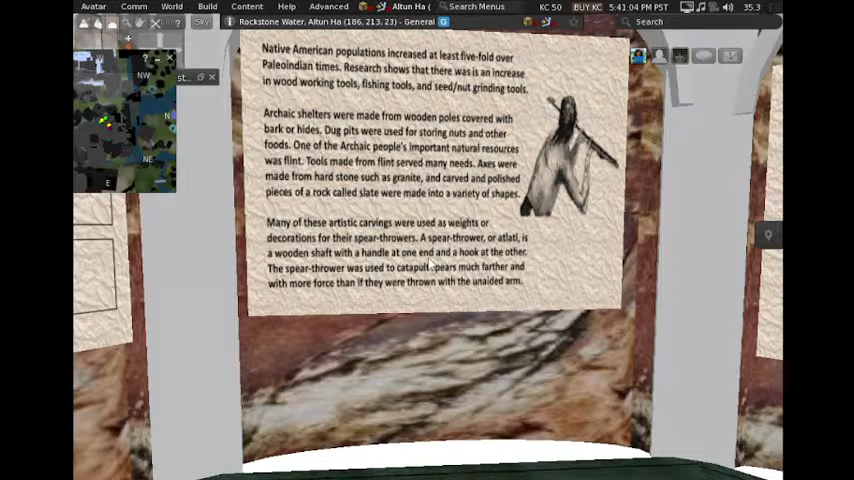 Avatar Comm World Build Content Help Advanced Altun Ha ( Search Menus KC 50 BUY KC 5:41:04 PM UTC 35.3
Sky Rockstone Water, Altun Ha (186, 213, 23) - General G Search
NW
N
NE
E
st...
Native American populations increased at least five-fold over
Paleoindian times. Research shows that there was is an increase
in wood working tools, fishing tools, and seed/nut grinding tools.
Archaic shelters were made from wooden poles covered with
bark or hides. Dug pits were used for storing nuts and other
foods. One of the Archaic people's important natural resources
was flint. Tools made from flint served many needs. Axes were
made from hard stone such as granite, and carved and polished
pieces of a rock called slate were made into a variety of shapes.
Many of these artistic carvings were used as weights or
decorations for their spear-throwers. A spear-thrower, or atlatl, is
a wooden shaft with a handle at one end and a hook at the other.
The spear-thrower was used to catapult spears much farther and
with more force than if they were thrown with the unaided arm.